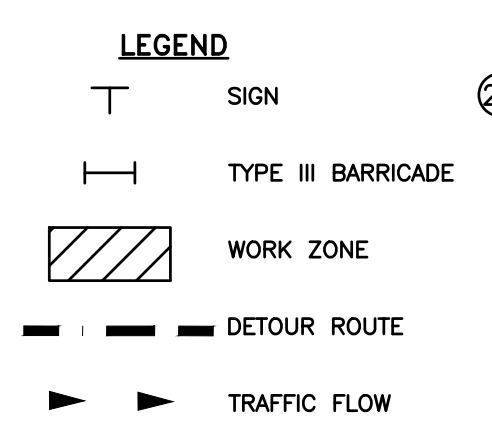 LEGEND
SIGN
TYPE III BARRICADE
WORK ZONE
DETOUR ROUTE
TRAFFIC FLOW